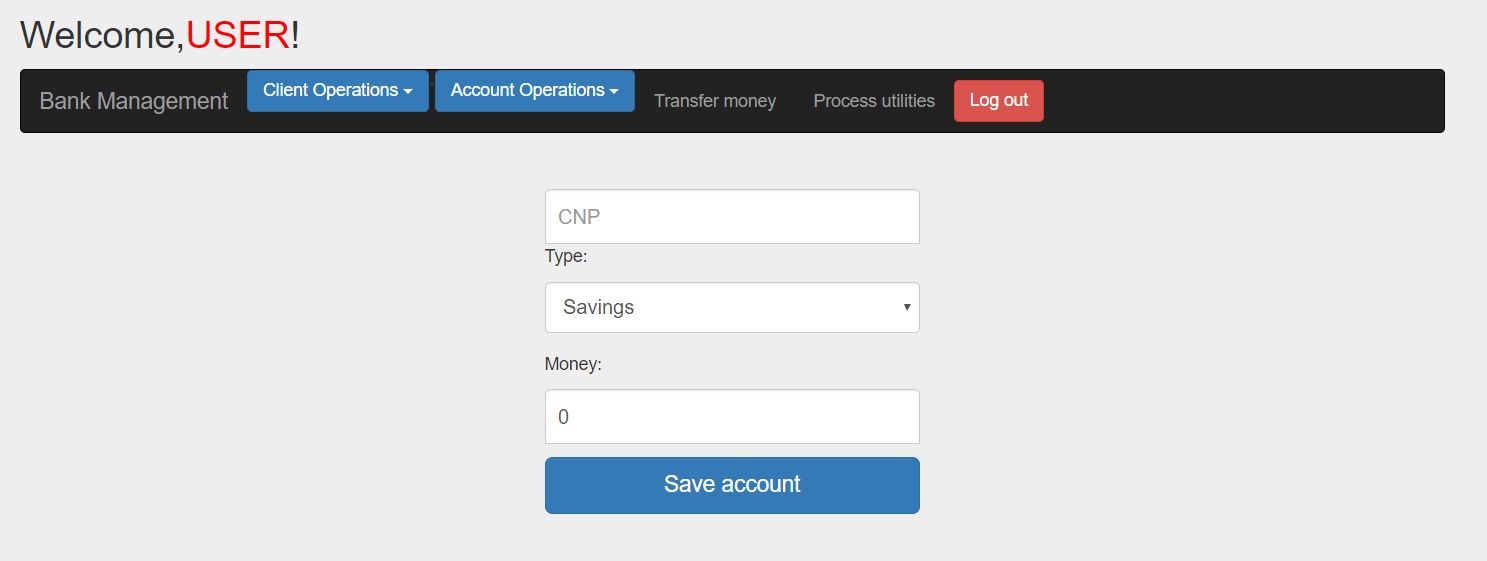 Welcome,USER!
Bank Management Client Operations Account Operations Transfer money Process utilities Log out
CNP
Type:
Savings
Money:
0
Save account